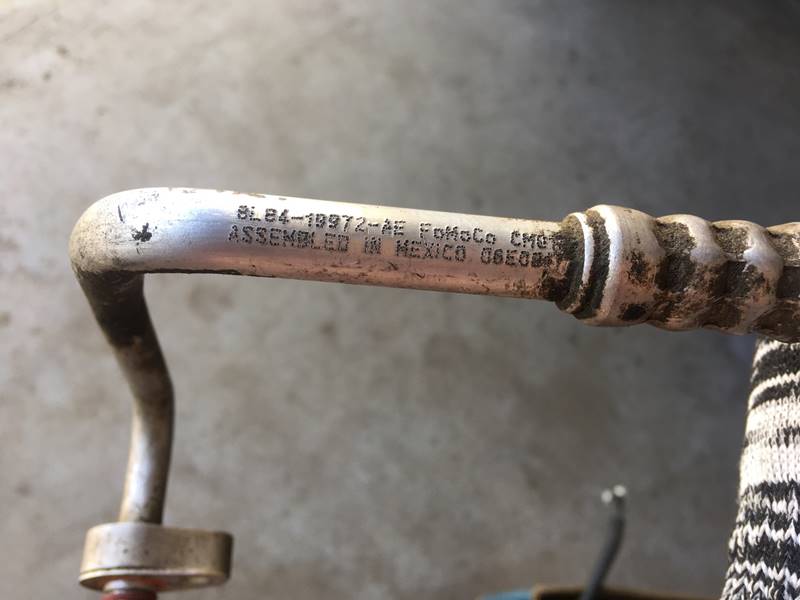 8L84-19972-AE FoMoCo
ASSEMBLED IN MEXICO